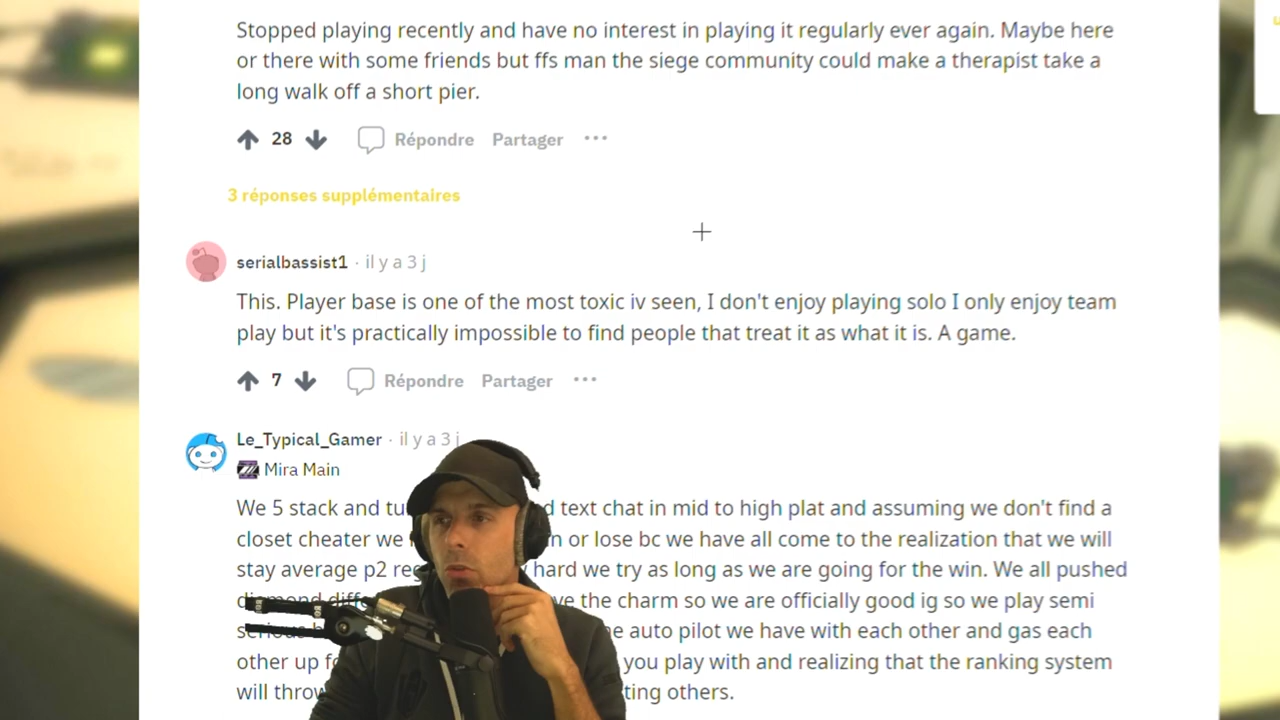 Stopped playing recently and have no interest in playing it regularly ever again. Maybe here
or there with some friends but ffs man the siege community could make a therapist take a
long walk off a short pier.
28 Répondre Partager
3 réponses supplémentaires
serialbassist1 · il y a 3 j
This. Player base is one of the most toxic iv seen, I don't enjoy playing solo I only enjoy team
play but it's practically impossible to find people that treat it as what it is. A game.
7 Répondre Partager
Le_Typical_Gamer · il y a 3 j
Mira Main
We 5 stack and text chat in mid to high plat and assuming we don't find a
closet cheater we or lose bc we have all come to the realization that we will
stay average p2 hard we try as long as we are going for the win. We all pushed
diamond the charm so we are officially good ig so we play semi
serious auto pilot we have with each other and gas each
other up you play with and realizing that the ranking system
will others.